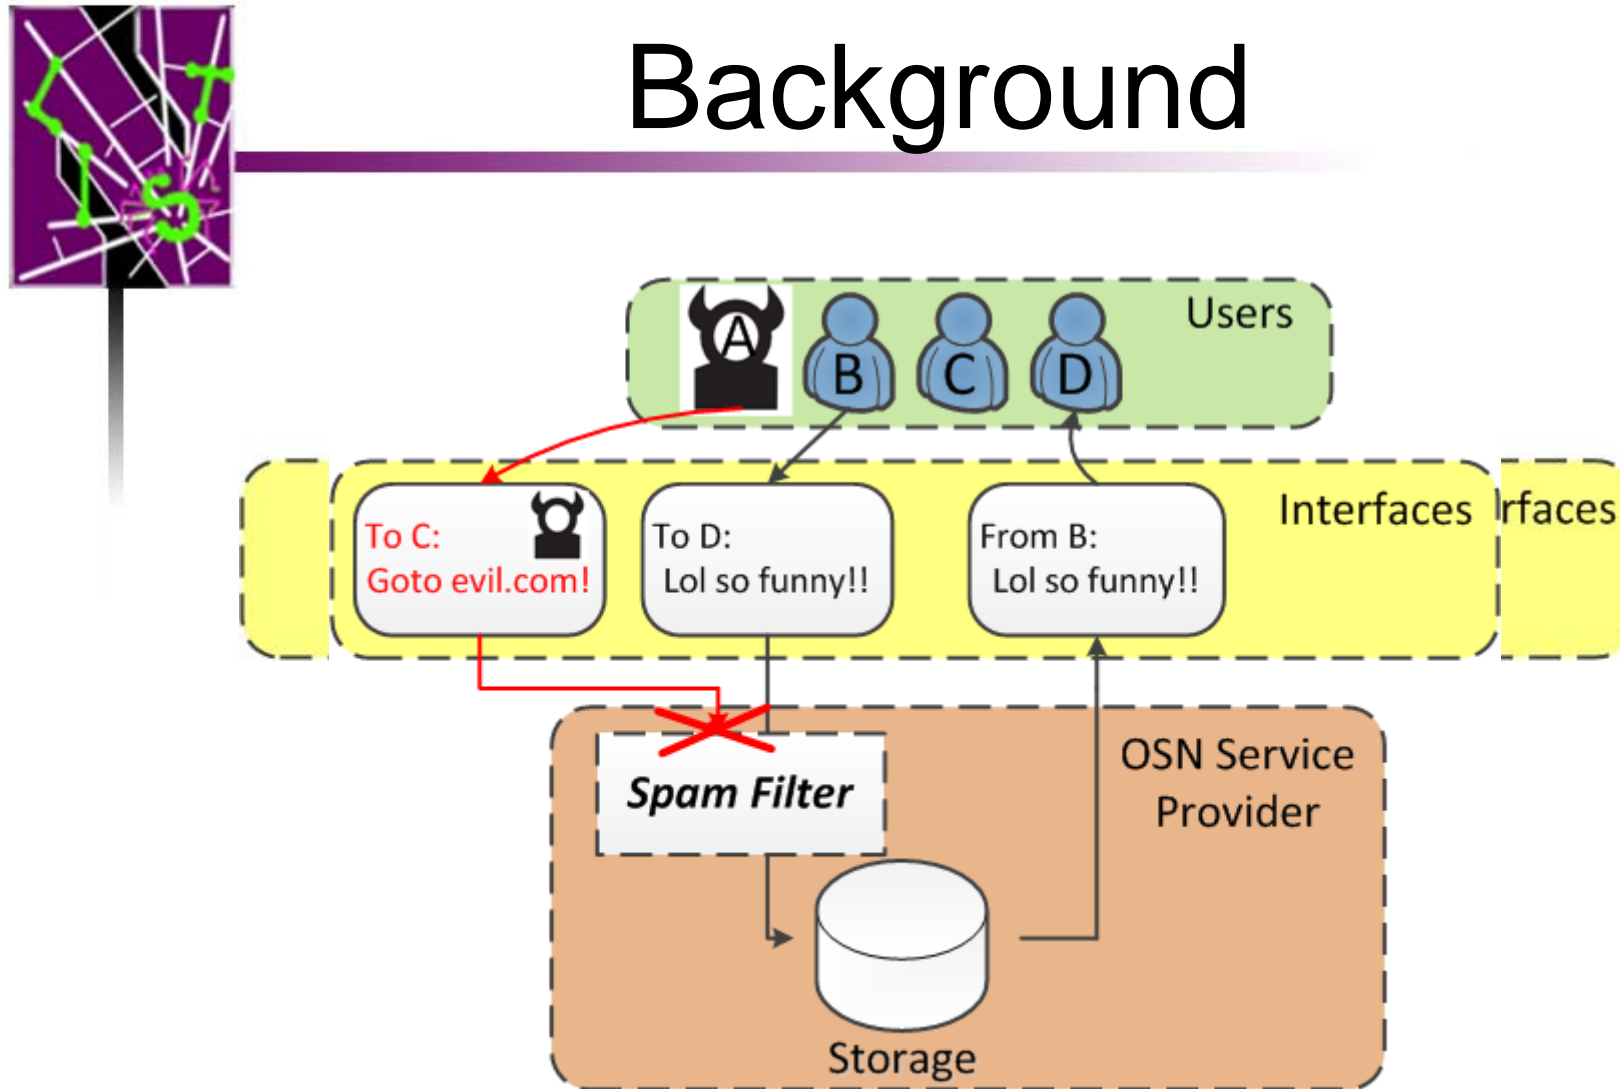 Background
Users
A
B
C
D
Interfaces
rfaces
To C:
Goto evil.com!
To D:
Lol so funny!!
From B:
Lol so funny!!
OSN Service
Provider
Spam Filter
Storage